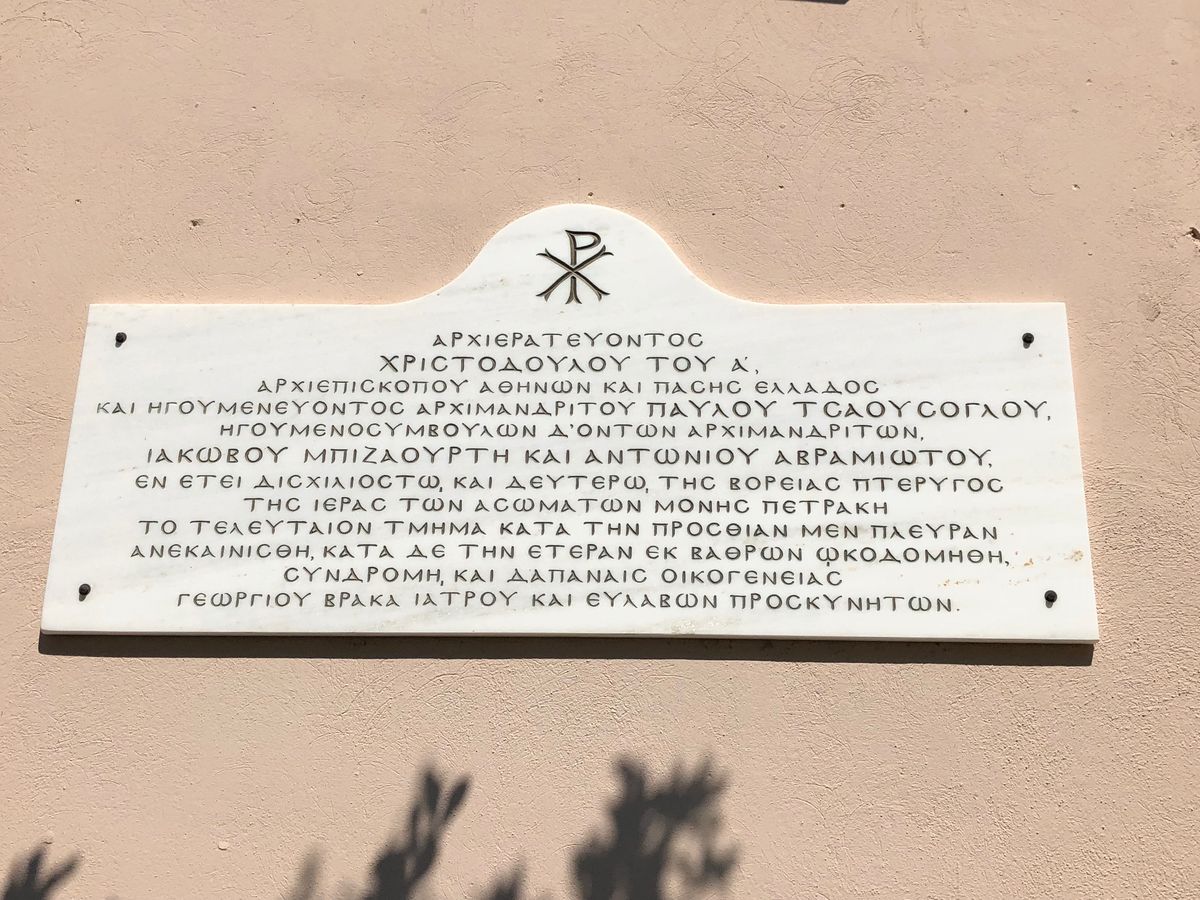 ☧
ΑΡΧΙΕΡΑΤΕΥΟΝΤΟϹ
ΧΡΙϹΤΟΔΟΥΛΟΥ ΤΟΥ Α΄,
ΑΡΧΙΕΠΙϹΚΟΠΟΥ ΑΘΗΝΩΝ ΚΑΙ ΠΑϹΗϹ ΕΛΛΑΔΟϹ
ΚΑΙ ΗΓΟΥΜΕΝΕΥΟΝΤΟϹ ΑΡΧΙΜΑΝΔΡΙΤΟΥ ΠΑΥΛΟΥ ΤϹΑΟΥϹΟΓΛΟΥ,
ΗΓΟΥΜΕΝΟϹΥΜΒΟΥΛΩΝ Δ'ΟΝΤΩΝ ΑΡΧΙΜΑΝΔΡΙΤΩΝ,
ΙΑΚΩΒΟΥ ΜΠΙΖΑΟΥΡΤΗ ΚΑΙ ΑΝΤΩΝΙΟΥ ΑΒΡΑΜΙΩΤΟΥ,
ΕΝ ΕΤΕΙ ΔΙϹΧΙΛΙΟϹΤΩ, ΚΑΙ ΔΕΥΤΕΡΩ, ΤΗϹ ΒΟΡΕΙΑϹ ΠΤΕΡΥΓΟϹ
ΤΗϹ ΙΕΡΑϹ ΤΩΝ ΑϹΩΜΑΤΩΝ ΜΟΝΗϹ ΠΕΤΡΑΚΗ
ΤΟ ΤΕΛΕΥΤΑΙΟΝ ΤΜΗΜΑ ΚΑΤΑ ΤΗΝ ΠΡΟϹΘΙΑΝ ΜΕΝ ΠΛΕΥΡΑΝ
ΑΝΕΚΑΙΝΙϹΘΗ, ΚΑΤΑ ΔΕ ΤΗΝ ΕΤΕΡΑΝ ΕΚ ΒΑΘΡΩΝ ῼΚΟΔΟΜΗΘΗ,
ϹΥΝΔΡΟΜΗ, ΚΑΙ ΔΑΠΑΝΑΙϹ ΟΙΚΟΓΕΝΕΙΑϹ
ΓΕΩΡΓΙΟΥ ΒΡΑΚΑ ΙΑΤΡΟΥ ΚΑΙ ΕΥΛΑΒΩΝ ΠΡΟϹΚΥΝΗΤΩΝ.